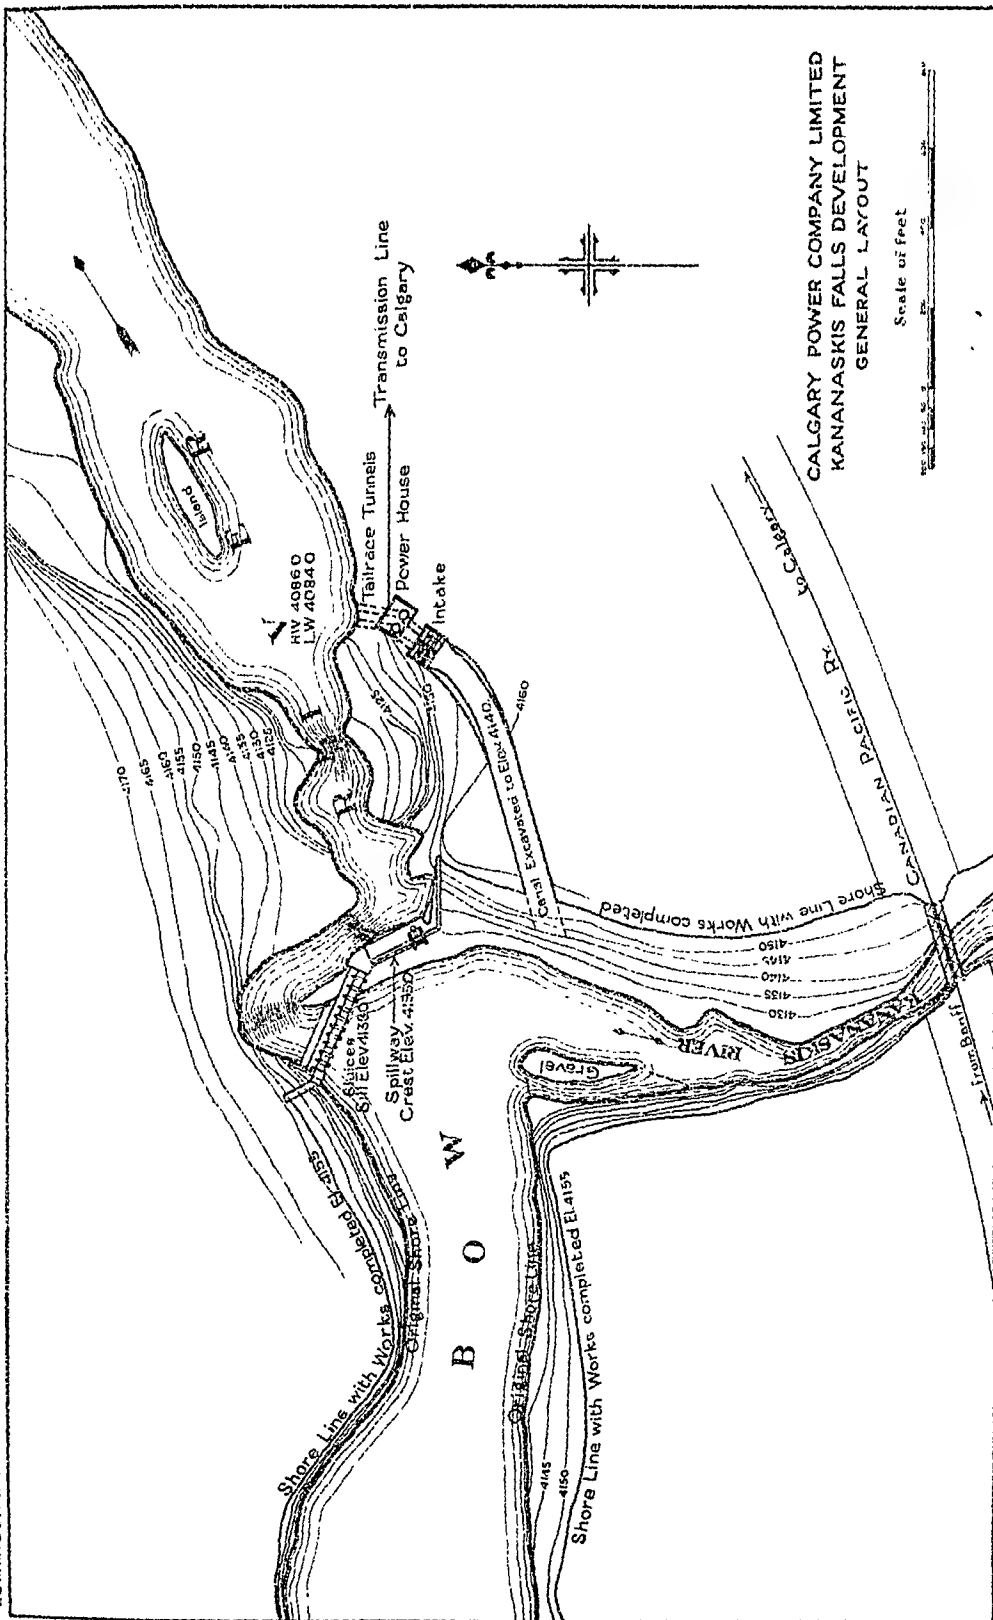 CALGARY POWER COMPANY LIMITED
KANANASKIS FALLS DEVELOPMENT
GENERAL LAYOUT
Scale of feet
Transmission Line
to Calgary
Tailrace Tunnels
Power House
Intake
Island
HW 4086 0
LW 4084 0
R
I
V
E
R
4170
4165
4160
4155
4150
4145
4140
4135
4130
4125
4125
4150
4160
Canal Excavated to Elev 4140
Sluices
Sill Elev. 4139.0
Spillway
Crest Elev. 4135.0
B O W
Gravel
KANANASKIS
RIVER
Shore Line with Works completed
4150
4145
4140
4135
4130
Shore Line with Works completed El. 4155
Original Shore Line
Original Shore Line
Shore Line with Works completed El. 4155
4145
4150
CANADIAN PACIFIC RY.
to Calgary
From Banff